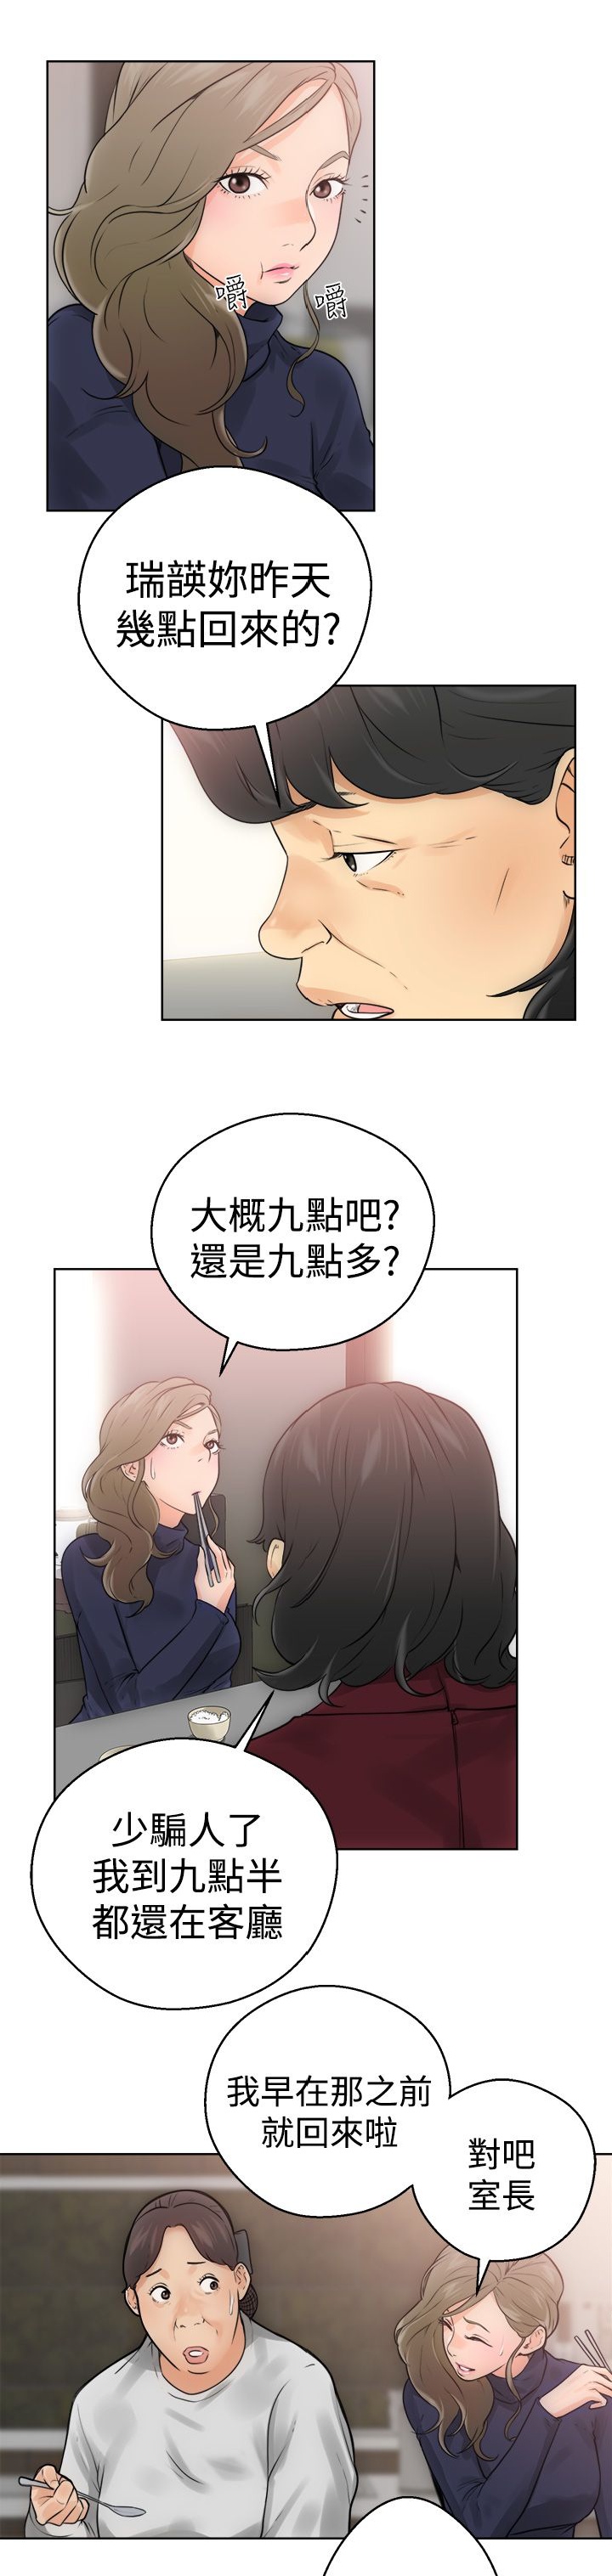 嚼
嚼
瑞韺妳昨天
幾點回來的?
大概九點吧?
還是九點多?
少騙人了
我到九點半
都還在客廳
我早在那之前
就回來啦
對吧
室長